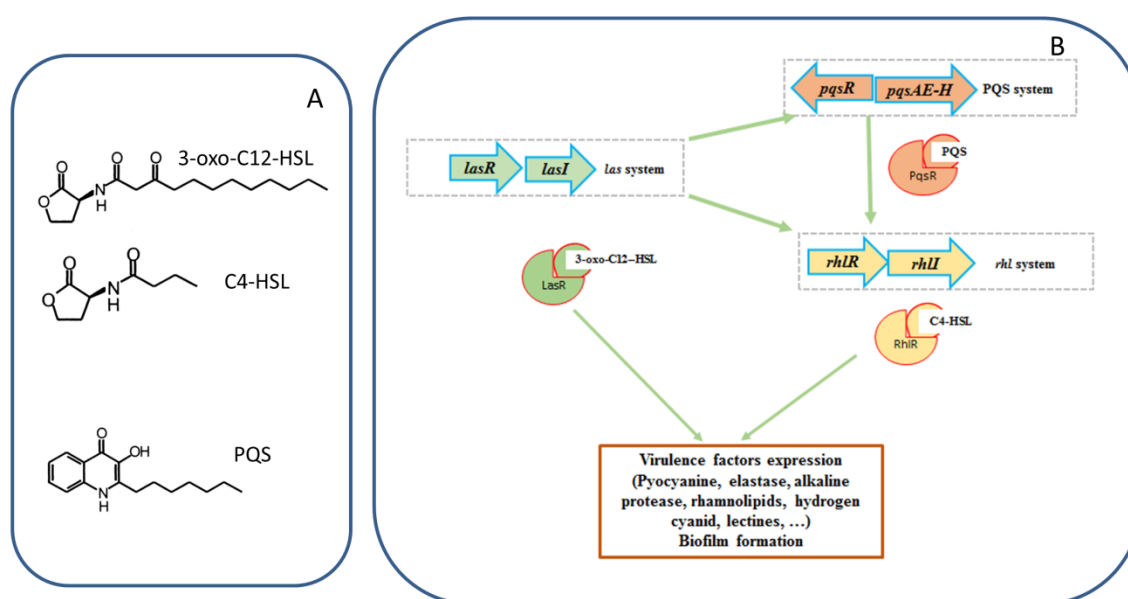 A
3-oxo-C12-HSL
O
O
O
O
N
H
C4-HSL
O
O
O
N
H
PQS
O
OH
N
H
B
pqsR pqsAE-H PQS system
PQS
PqsR
lasR lasI las system
rhlR rhlI rhl system
3-oxo-C12–HSL
LasR
C4-HSL
RhlR
Virulence factors expression
(Pyocyanine, elastase, alkaline
protease, rhamnolipids, hydrogen
cyanid, lectines, ...)
Biofilm formation